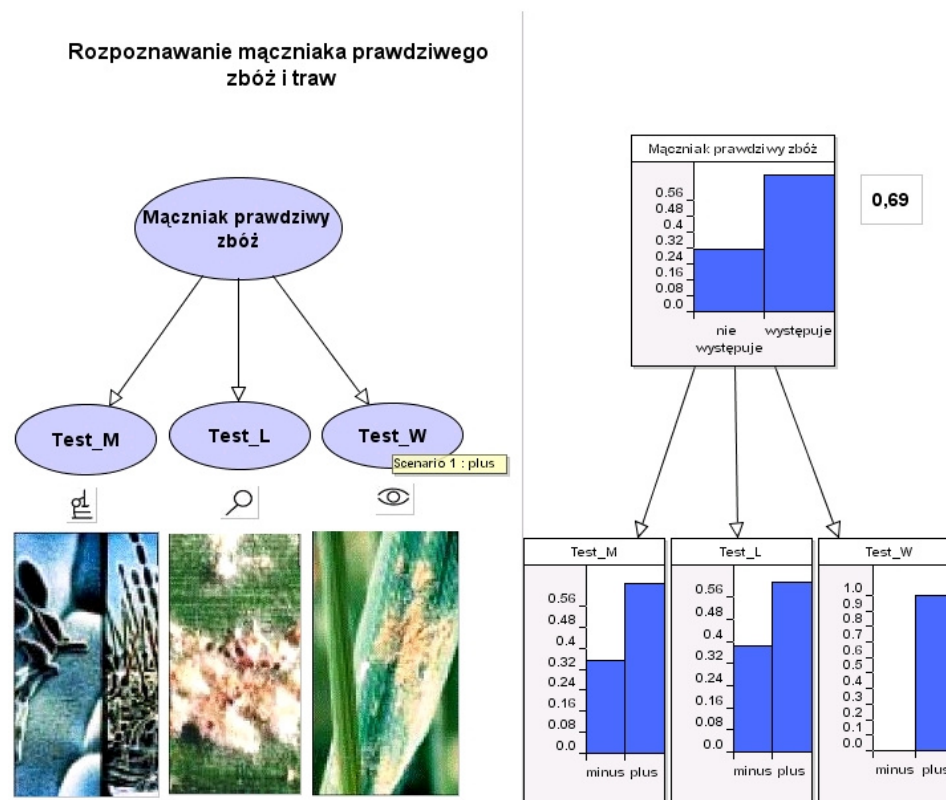 Rozpoznawanie mączniaka prawdziwego
zbóż i traw
Mączniak prawdziwy
zbóż
Test_M
Test_L
Test_W
Scenario 1 : plus
Mączniak prawdziwy zbóż
0.56
0.48
0.4
0.32
0.24
0.16
0.08
0.0
nie
występuje
występuje
0,69
Test_M
0.56
0.48
0.4
0.32
0.24
0.16
0.08
0.0
minus plus
Test_L
0.56
0.48
0.4
0.32
0.24
0.16
0.08
0.0
minus plus
Test_W
1.0
0.9
0.8
0.7
0.6
0.5
0.4
0.3
0.2
0.1
0.0
minus plus